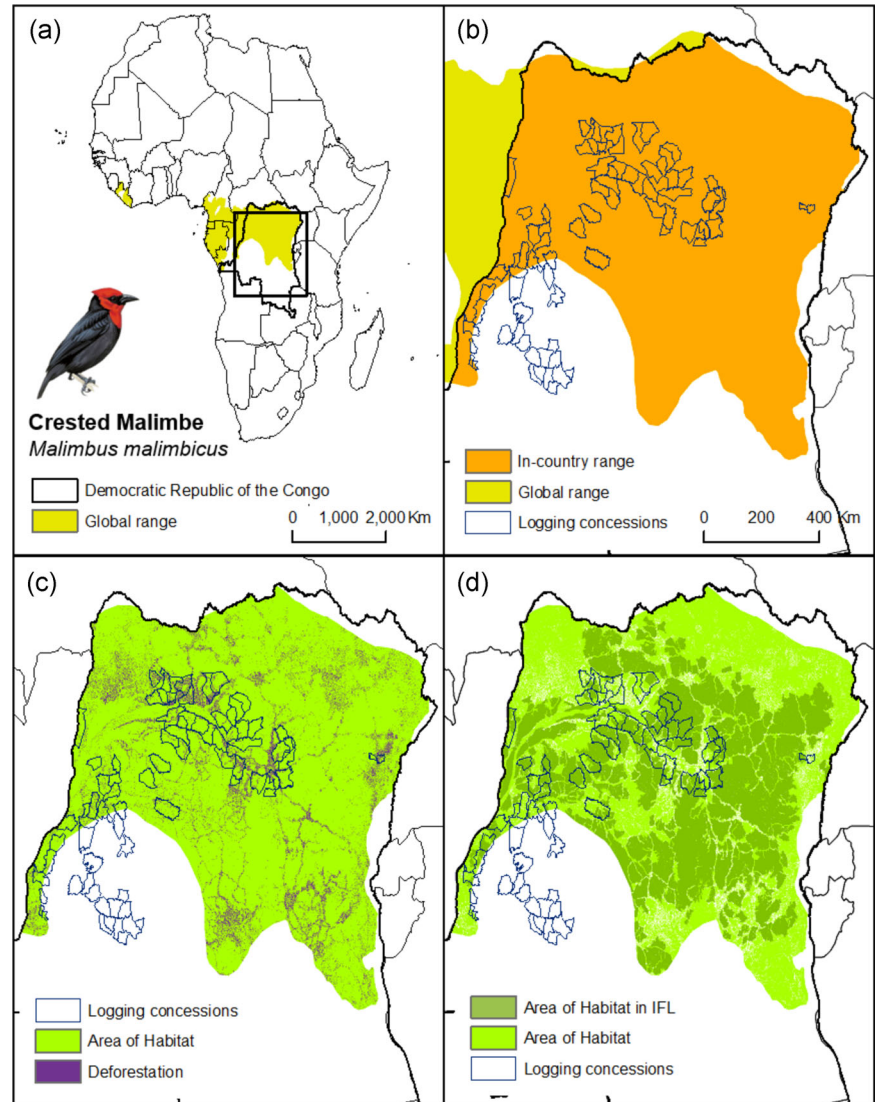 (a)
Crested Malimbe
Malimbus malimbicus
Democratic Republic of the Congo
Global range
0 1,000 2,000 Km
(b)
In-country range
Global range
Logging concessions
0 200 400 Km
(c)
Logging concessions
Area of Habitat
Deforestation
(d)
Area of Habitat in IFL
Area of Habitat
Logging concessions